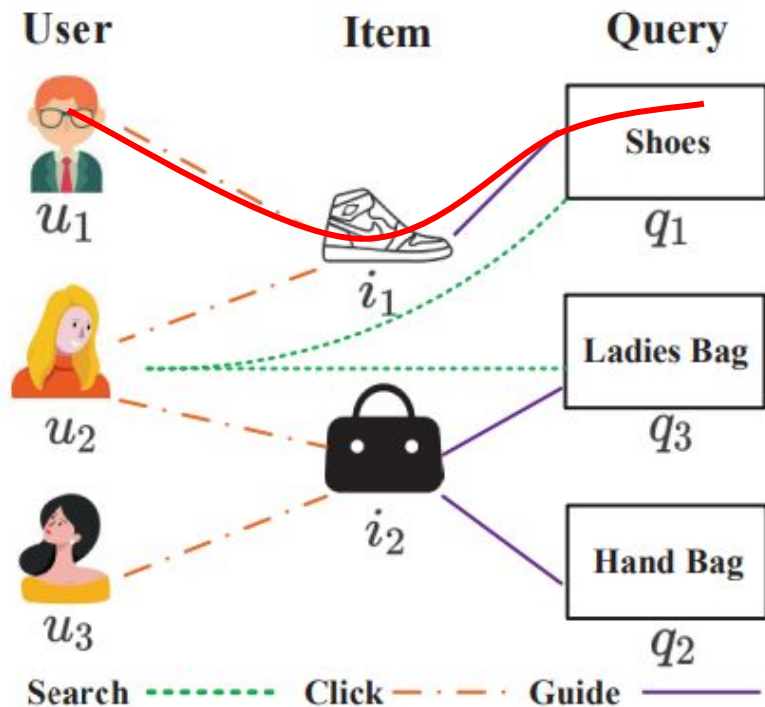 User Item Query
Shoes
u₁ q₁
i₁
Ladies Bag
u₂ q₃
i₂
Hand Bag
u₃ q₂
Search Click Guide